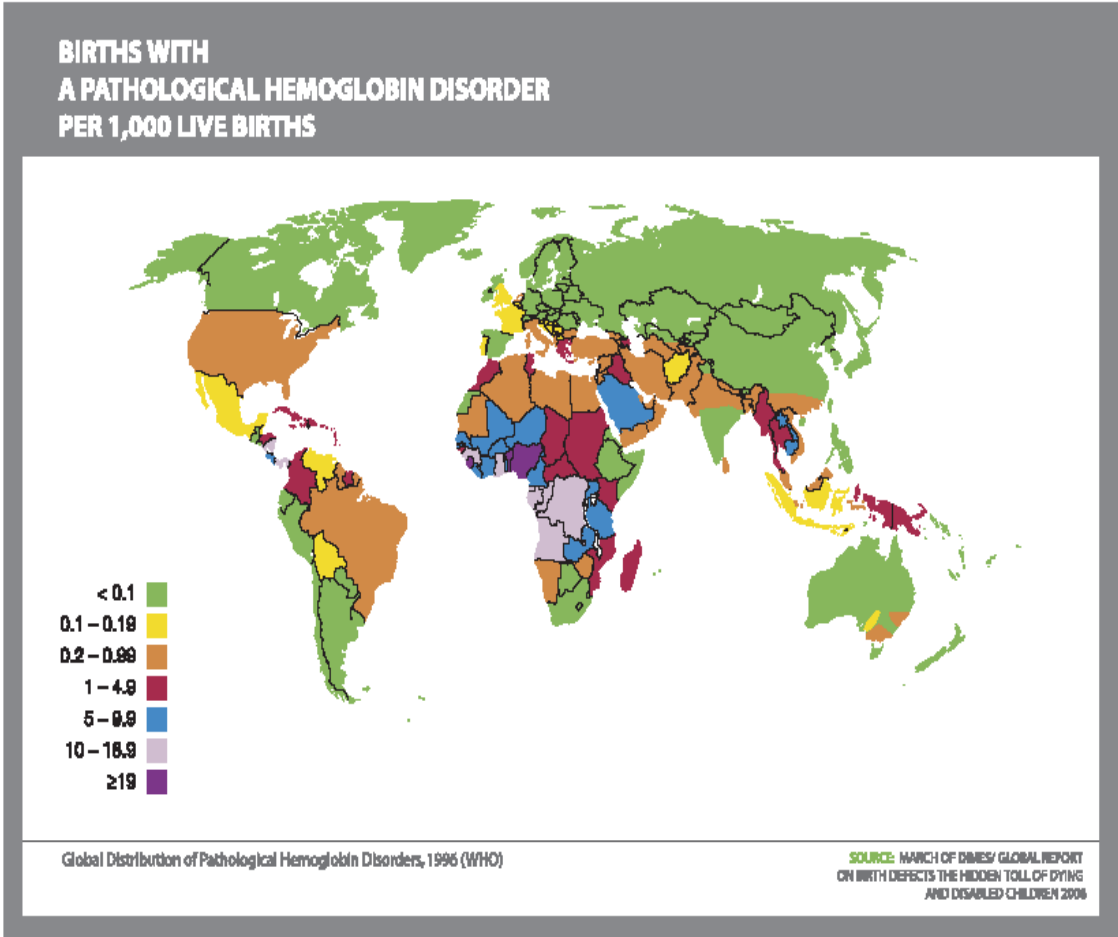 BIRTHS WITH
A PATHOLOGICAL HEMOGLOBIN DISORDER
PER 1,000 LIVE BIRTHS
< 0.1
0.1 – 0.19
0.2 – 0.99
1 – 4.9
5 – 9.9
10 – 18.9
≥19
Global Distribution of Pathological Hemoglobin Disorders, 1996 (WHO)
SOURCE: MARCH OF DIMES/ GLOBAL REPORT
ON BIRTH DEFECTS THE HIDDEN TOLL OF DYING
AND DISABLED CHILDREN 2006